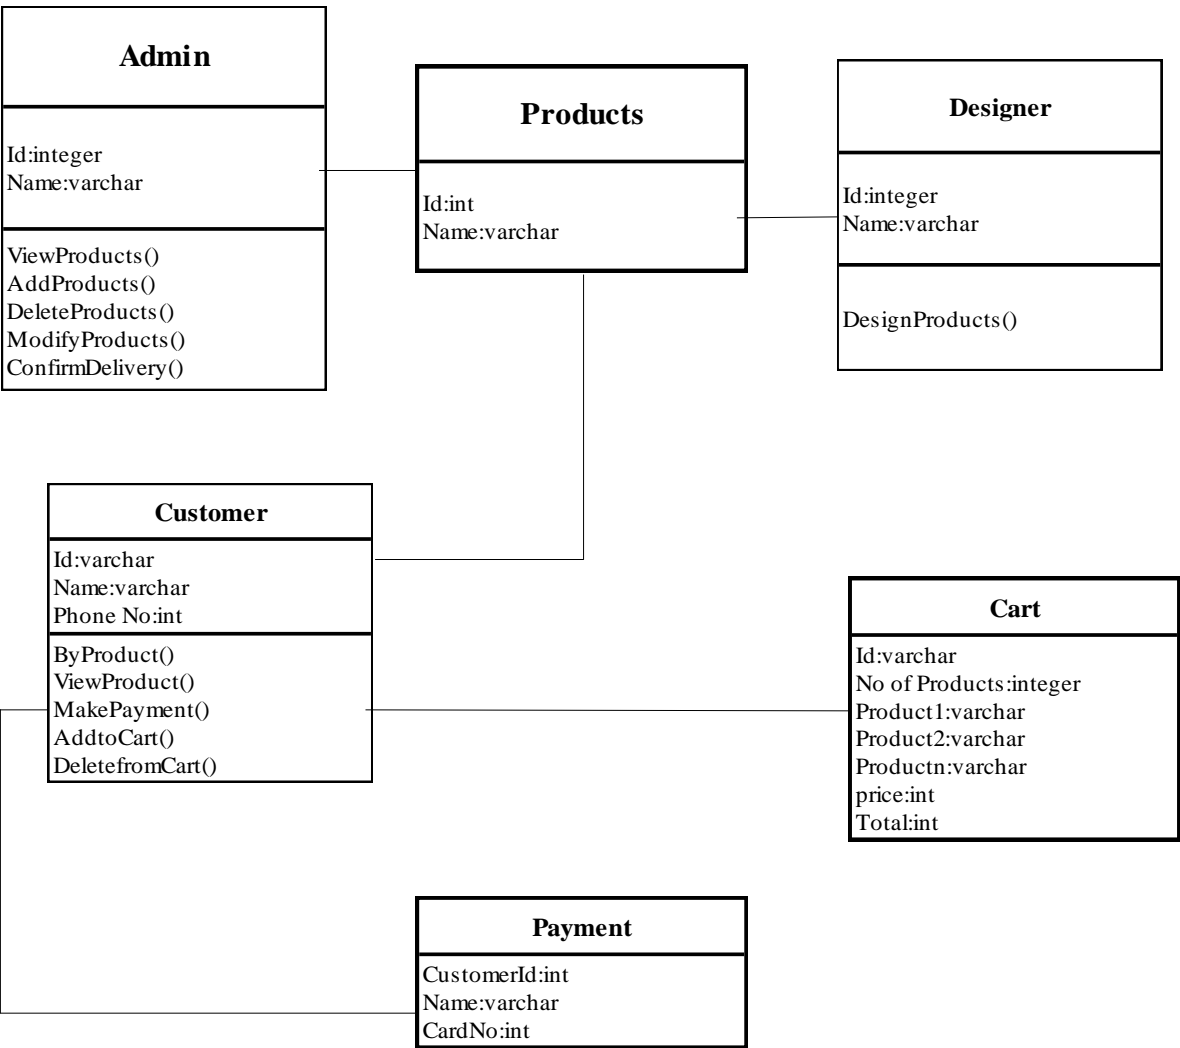 Admin
Id:integer
Name:varchar
ViewProducts()
AddProducts()
DeleteProducts()
ModifyProducts()
ConfirmDelivery()
Products
Id:int
Name:varchar
Designer
Id:integer
Name:varchar
DesignProducts()
Customer
Id:varchar
Name:varchar
Phone No:int
ByProduct()
ViewProduct()
MakePayment()
AddtoCart()
DeletefromCart()
Cart
Id:varchar
No of Products:integer
Product1:varchar
Product2:varchar
Productn:varchar
price:int
Total:int
Payment
CustomerId:int
Name:varchar
CardNo:int